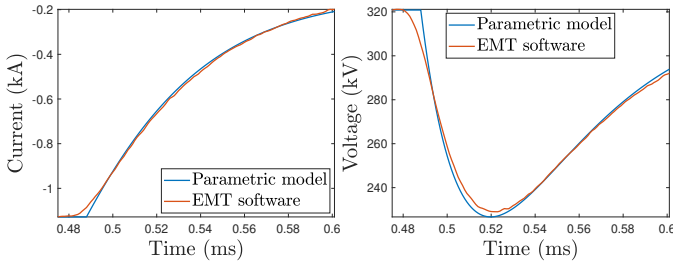 Current (kA)
-0.2
-0.4
-0.6
-0.8
-1
Parametric model
EMT software
0.48 0.5 0.52 0.54 0.56 0.58 0.6
Time (ms)
Voltage (kV)
320
300
280
260
240
Parametric model
EMT software
0.48 0.5 0.52 0.54 0.56 0.58 0.6
Time (ms)